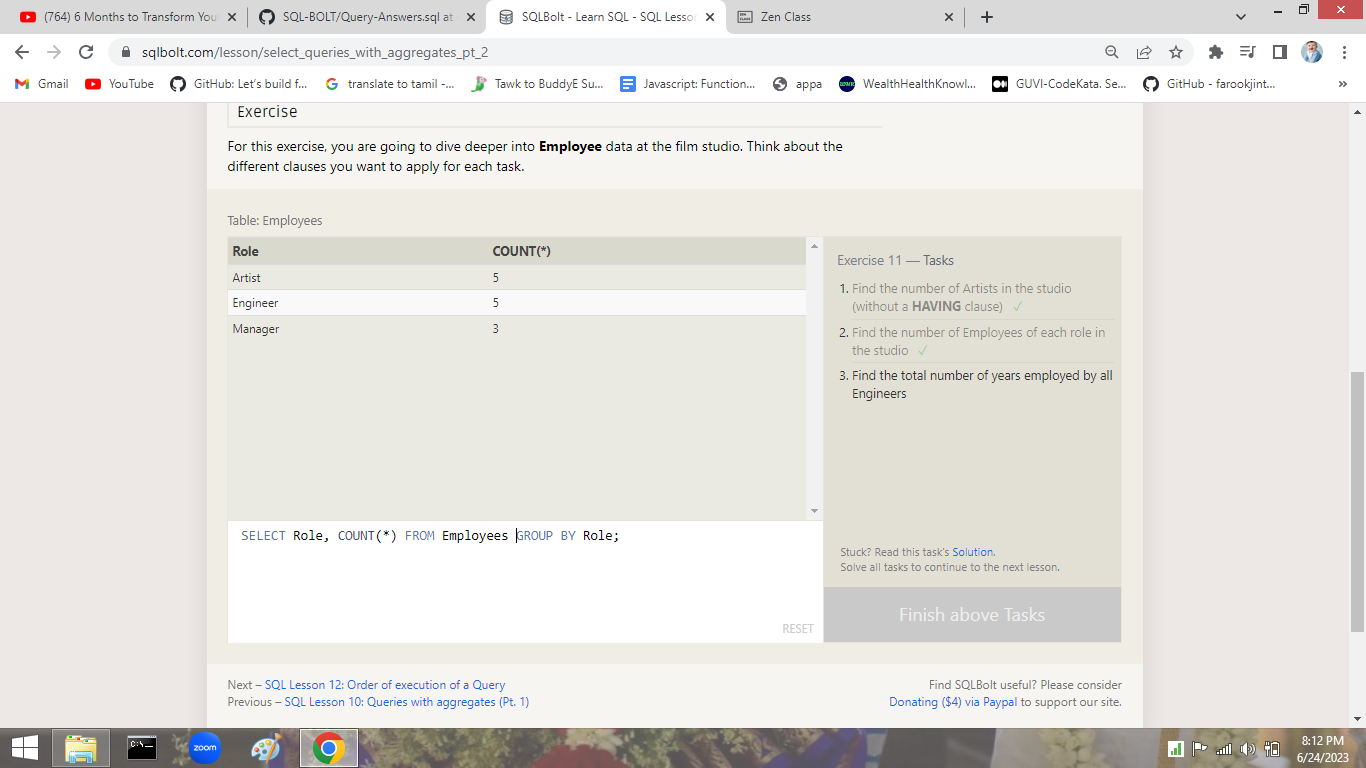 (764) 6 Months to Transform You
SQL-BOLT/Query-Answers.sql at
SQLBolt - Learn SQL - SQL Lesson
Zen Class
sqlbolt.com/lesson/select_queries_with_aggregates_pt_2
Gmail
YouTube
GitHub: Let's build f...
translate to tamil -...
Tawk to BuddyE Su...
Javascript: Function...
appa
WealthHealthKnowl...
GUVI-CodeKata. Se...
GitHub - farookjint...
»
Exercise
For this exercise, you are going to dive deeper into Employee data at the film studio. Think about the
different clauses you want to apply for each task.
Table: Employees
Role COUNT(*)
Artist 5
Engineer 5
Manager 3
SELECT Role, COUNT(*) FROM Employees GROUP BY Role;
RESET
Exercise 11 — Tasks
1. Find the number of Artists in the studio
(without a HAVING clause) ✓
2. Find the number of Employees of each role in
the studio ✓
3. Find the total number of years employed by all
Engineers
Stuck? Read this task's Solution.
Solve all tasks to continue to the next lesson.
Finish above Tasks
Next – SQL Lesson 12: Order of execution of a Query
Previous – SQL Lesson 10: Queries with aggregates (Pt. 1)
Find SQLBolt useful? Please consider
Donating ($4) via Paypal to support our site.
C:\_
zoom
8:12 PM
6/24/2023